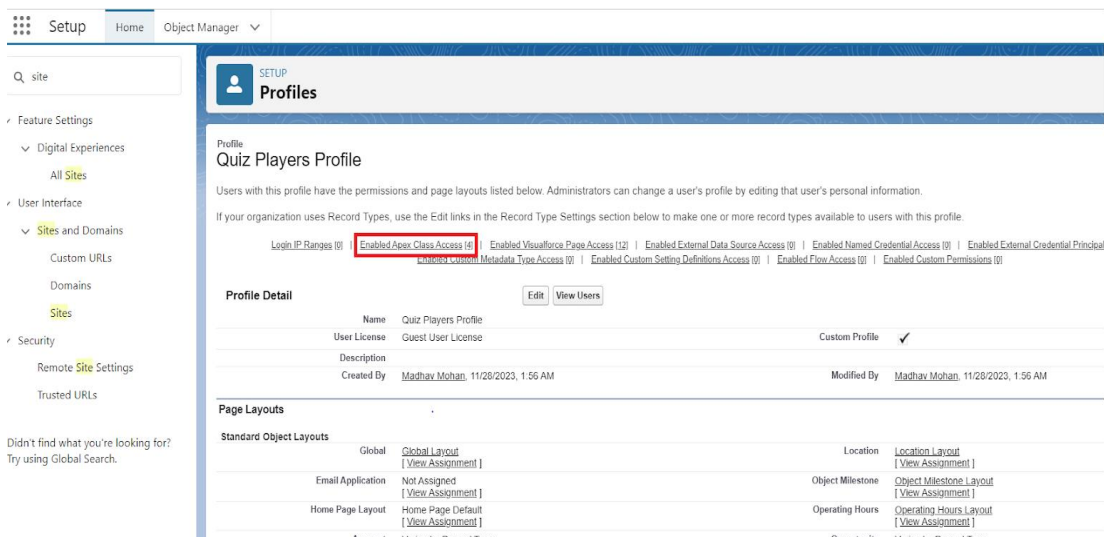 Setup
Home
Object Manager
site
Feature Settings
Digital Experiences
All Sites
User Interface
Sites and Domains
Custom URLs
Domains
Sites
Security
Remote Site Settings
Trusted URLs
Didn't find what you're looking for?
Try using Global Search.
SETUP
Profiles
Profile
Quiz Players Profile
Users with this profile have the permissions and page layouts listed below. Administrators can change a user's profile by editing that user's personal information.
If your organization uses Record Types, use the Edit links in the Record Type Settings section below to make one or more record types available to users with this profile.
Login IP Ranges [0] | Enabled Apex Class Access [4] | Enabled Visualforce Page Access [12] | Enabled External Data Source Access [0] | Enabled Named Credential Access [0] | Enabled External Credential Principal
Enabled Custom Metadata Type Access [0] | Enabled Custom Setting Definitions Access [0] | Enabled Flow Access [0] | Enabled Custom Permissions [0]
Profile Detail Edit View Users
Name Quiz Players Profile
User License Guest User License Custom Profile ✓
Description
Created By Madhav Mohan, 11/28/2023, 1:56 AM Modified By Madhav Mohan, 11/28/2023, 1:56 AM
Page Layouts
Standard Object Layouts
Global Global Layout Location Location Layout
[ View Assignment ] [ View Assignment ]
Email Application Not Assigned Object Milestone Object Milestone Layout
[ View Assignment ] [ View Assignment ]
Home Page Layout Home Page Default Operating Hours Operating Hours Layout
[ View Assignment ] [ View Assignment ]